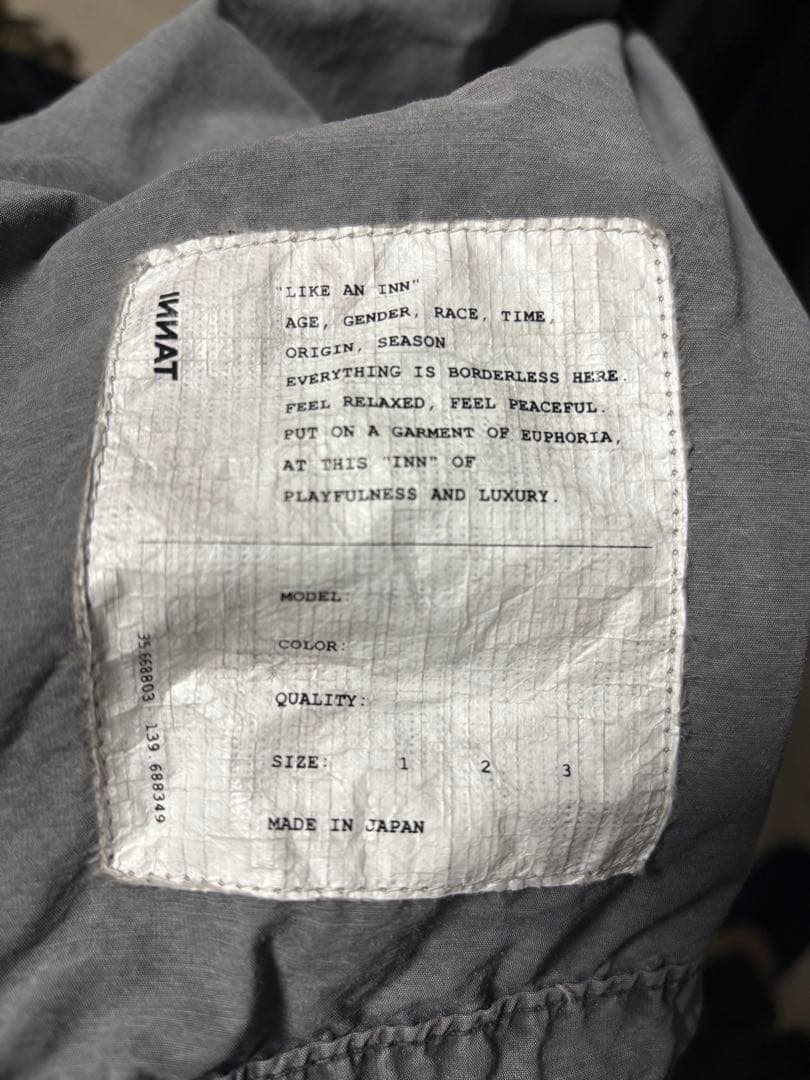 INNAT
"LIKE AN INN"
AGE, GENDER, RACE, TIME,
ORIGIN, SEASON
EVERYTHING IS BORDERLESS HERE.
FEEL RELAXED, FEEL PEACEFUL.
PUT ON A GARMENT OF EUPHORIA,
AT THIS "INN" OF
PLAYFULNESS AND LUXURY.
MODEL:
COLOR:
QUALITY:
SIZE: 1 2 3
MADE IN JAPAN
35.668803 139.688349